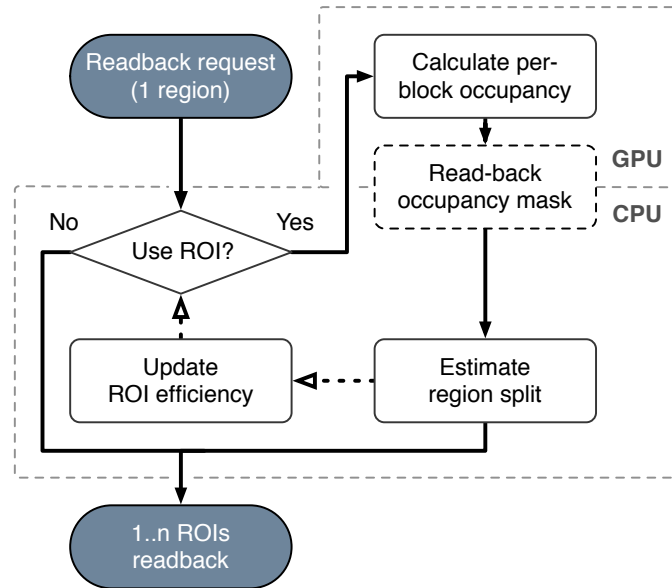 Readback request
(1 region)
Calculate per-
block occupancy
Read-back
occupancy mask
GPU
CPU
No
Yes
Use ROI?
Update
ROI efficiency
Estimate
region split
1..n ROIs
readback